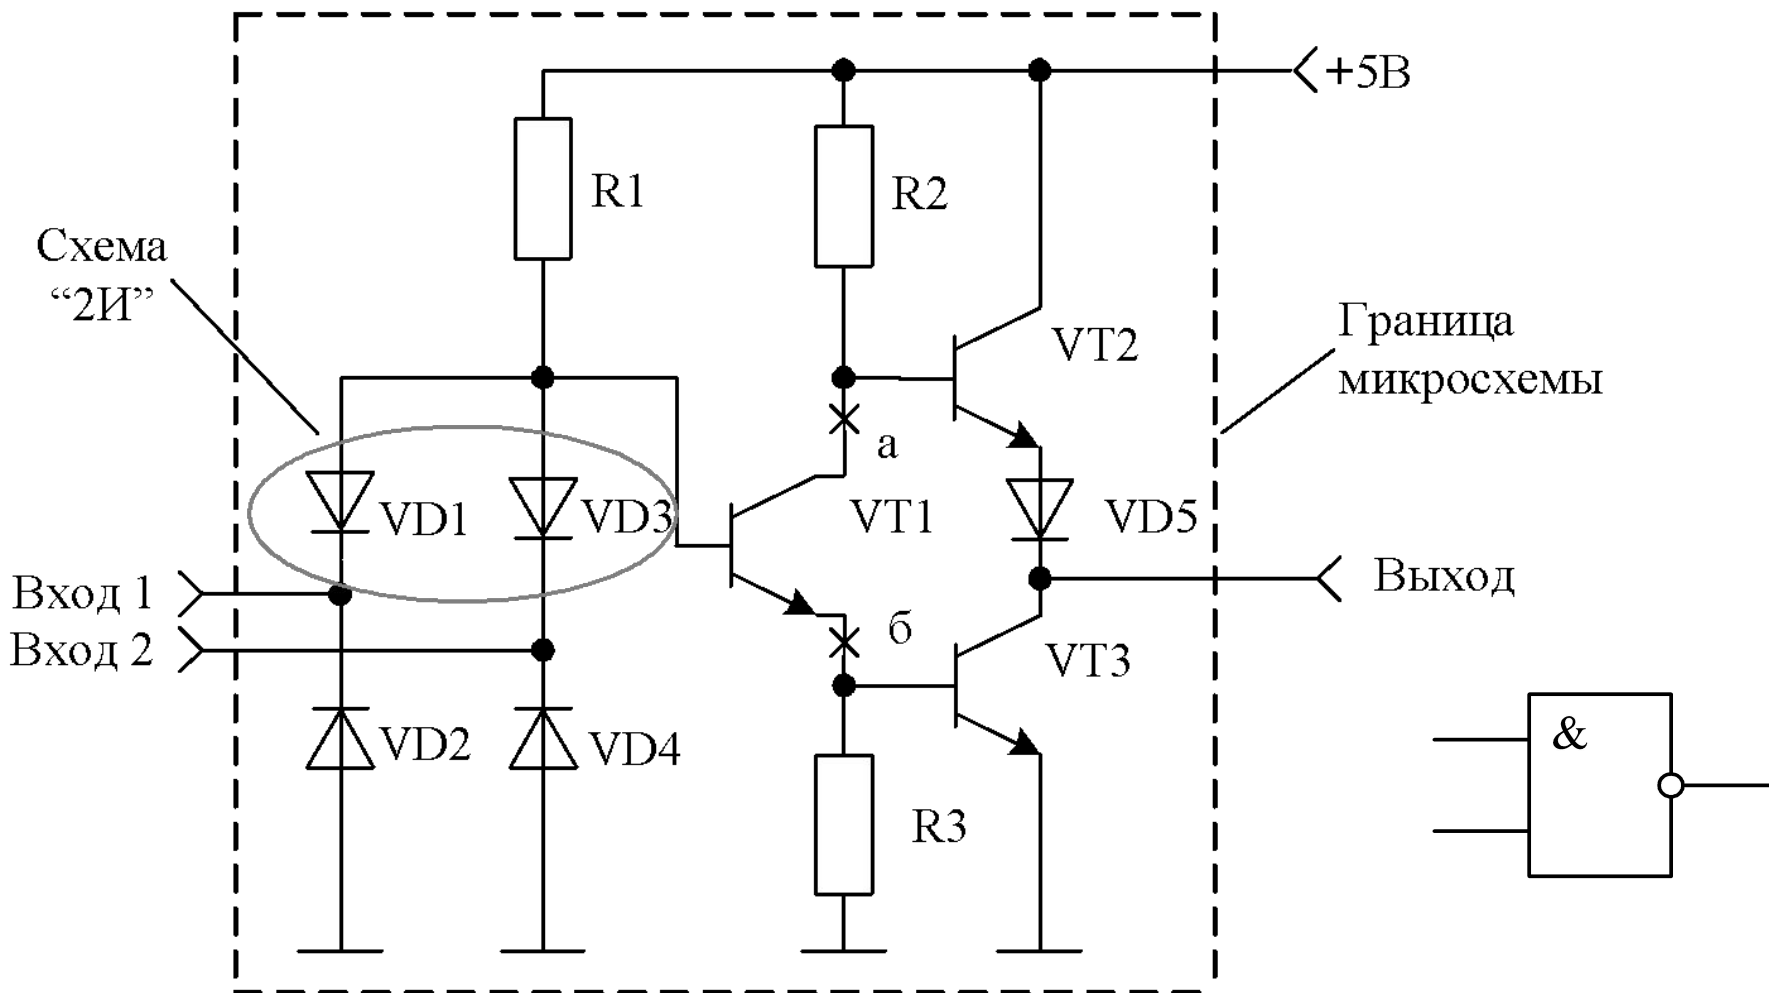 +5В
R1
R2
Схема
“2И”
VT2
Граница
микросхемы
а
VD1
VD3
VT1
VD5
Вход 1
Выход
б
Вход 2
VT3
VD2
VD4
&
R3